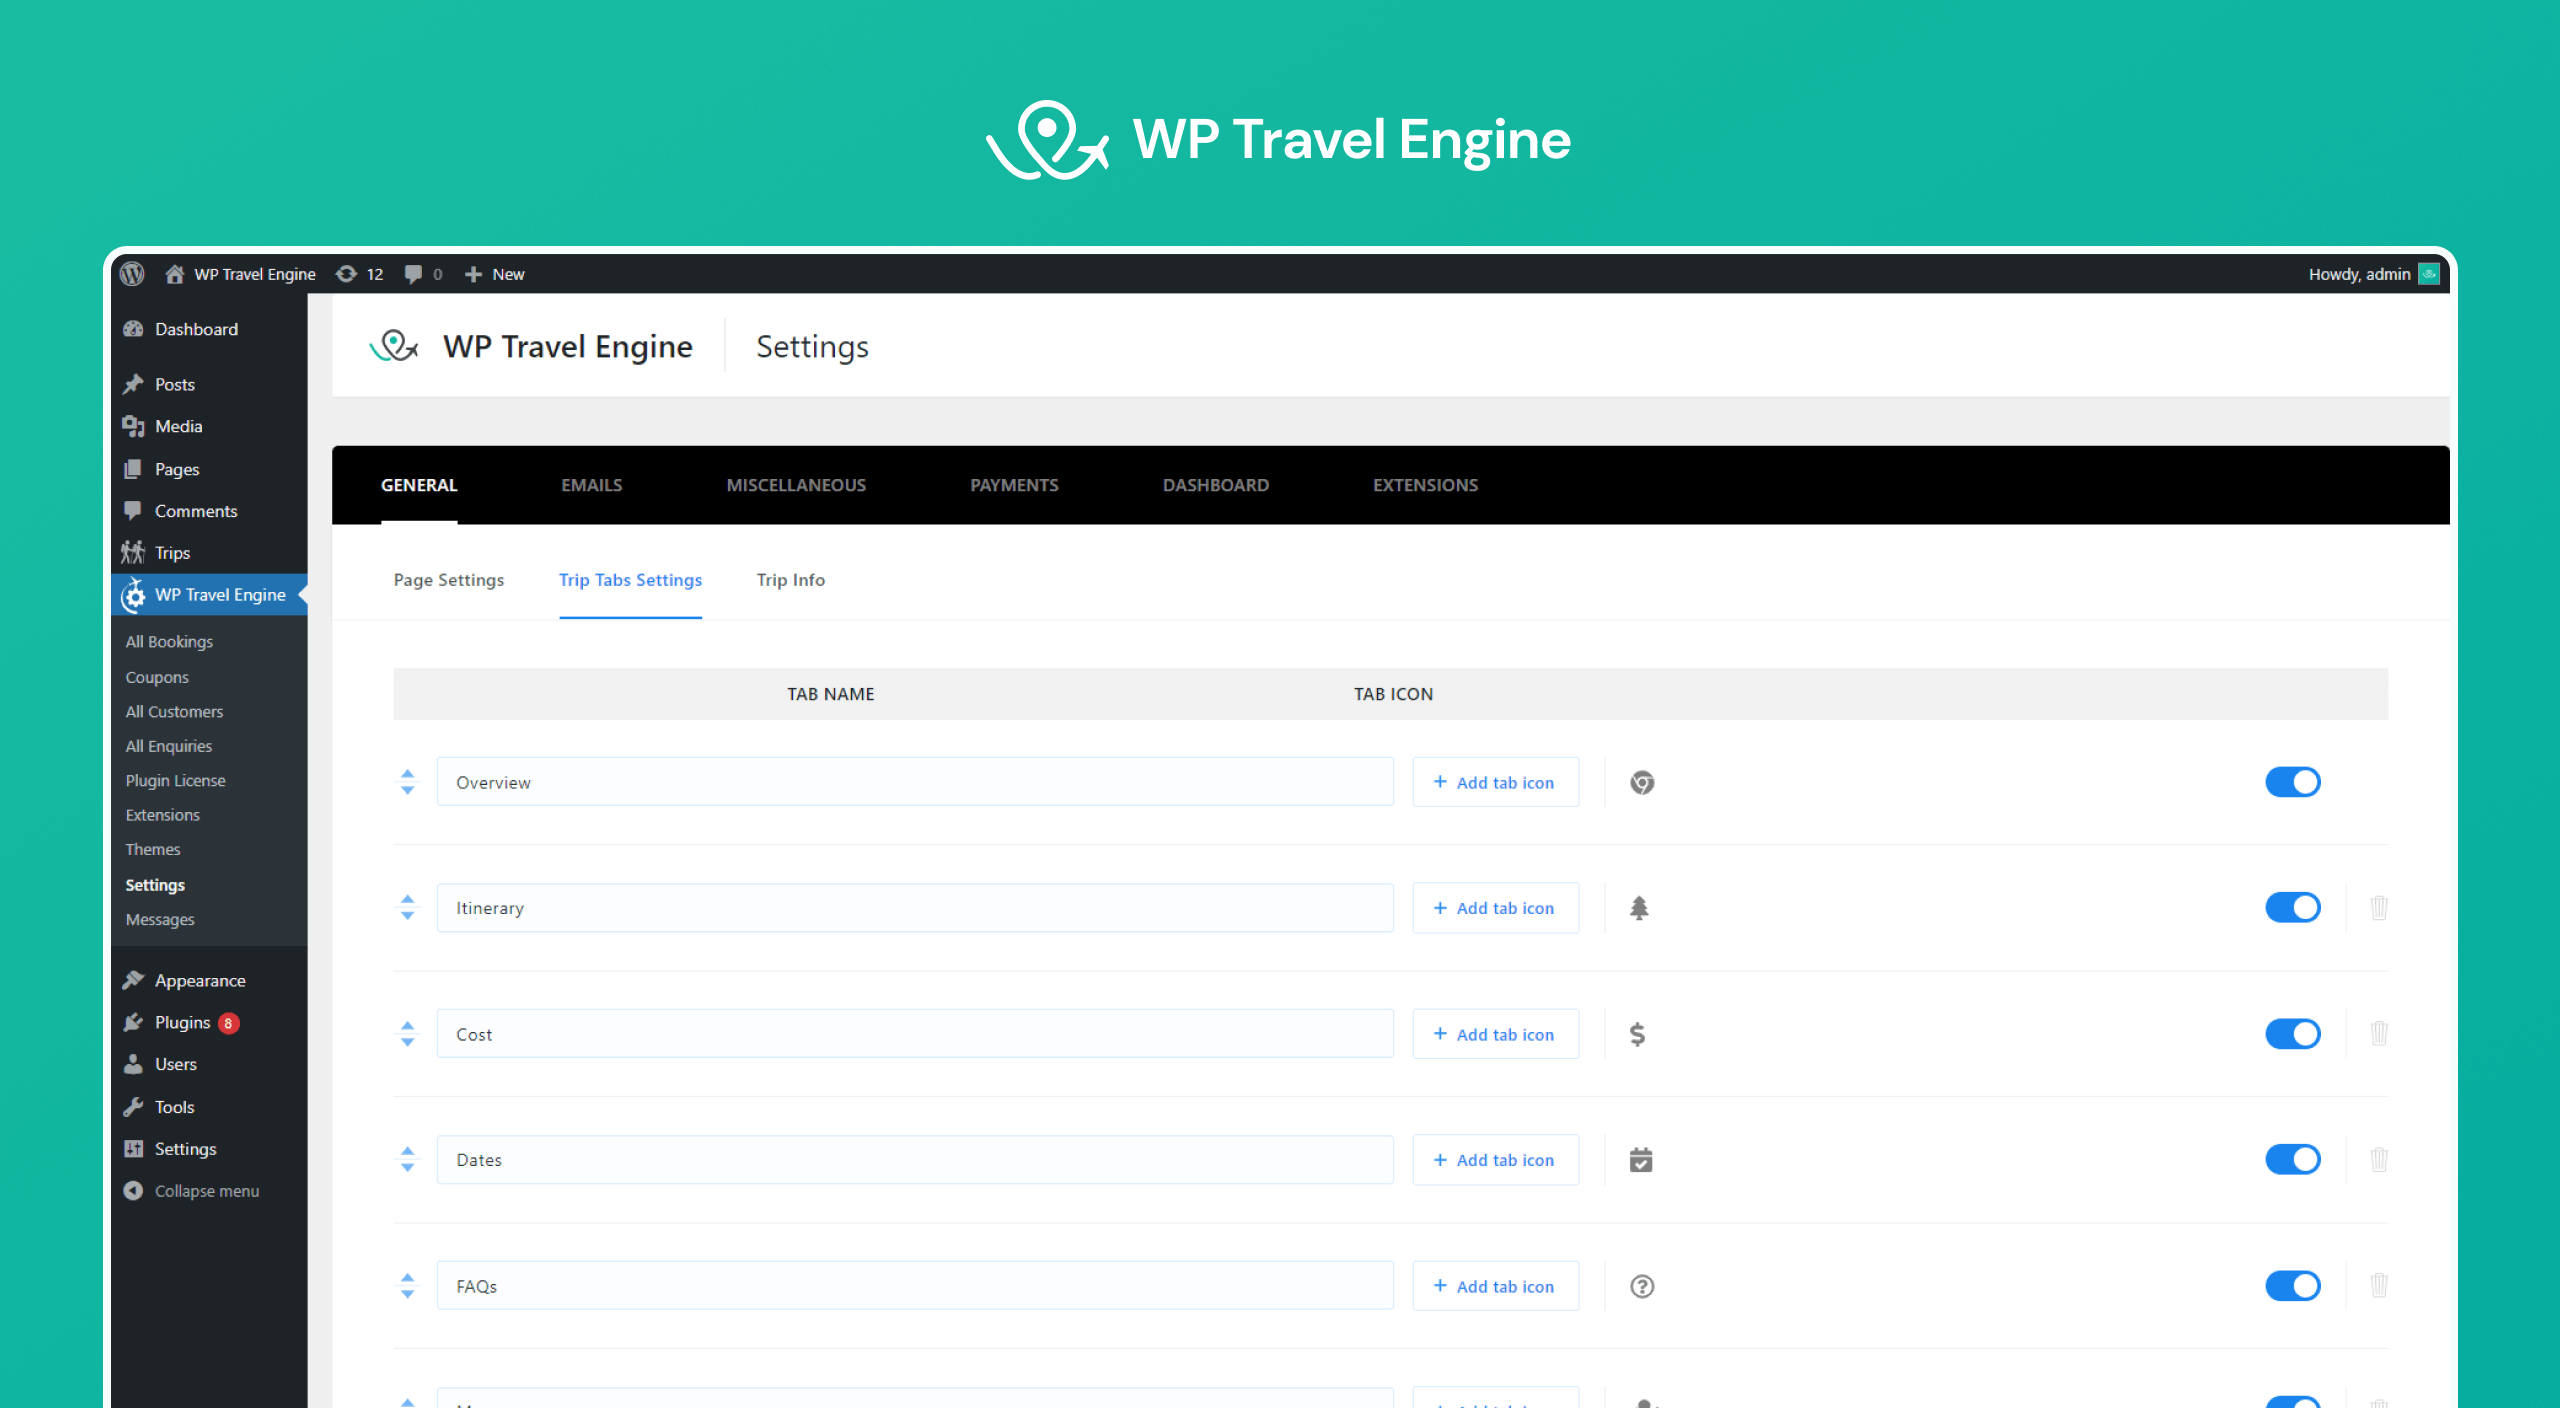 WP Travel Engine
WP Travel Engine 12 0 New Howdy, admin
Dashboard
Posts
Media
Pages
Comments
Trips
WP Travel Engine
All Bookings
Coupons
All Customers
All Enquiries
Plugin License
Extensions
Themes
Settings
Messages
Appearance
Plugins 8
Users
Tools
Settings
Collapse menu
WP Travel Engine Settings
GENERAL EMAILS MISCELLANEOUS PAYMENTS DASHBOARD EXTENSIONS
Page Settings Trip Tabs Settings Trip Info
TAB NAME TAB ICON
Overview + Add tab icon
Itinerary + Add tab icon
Cost + Add tab icon
Dates + Add tab icon
FAQs + Add tab icon